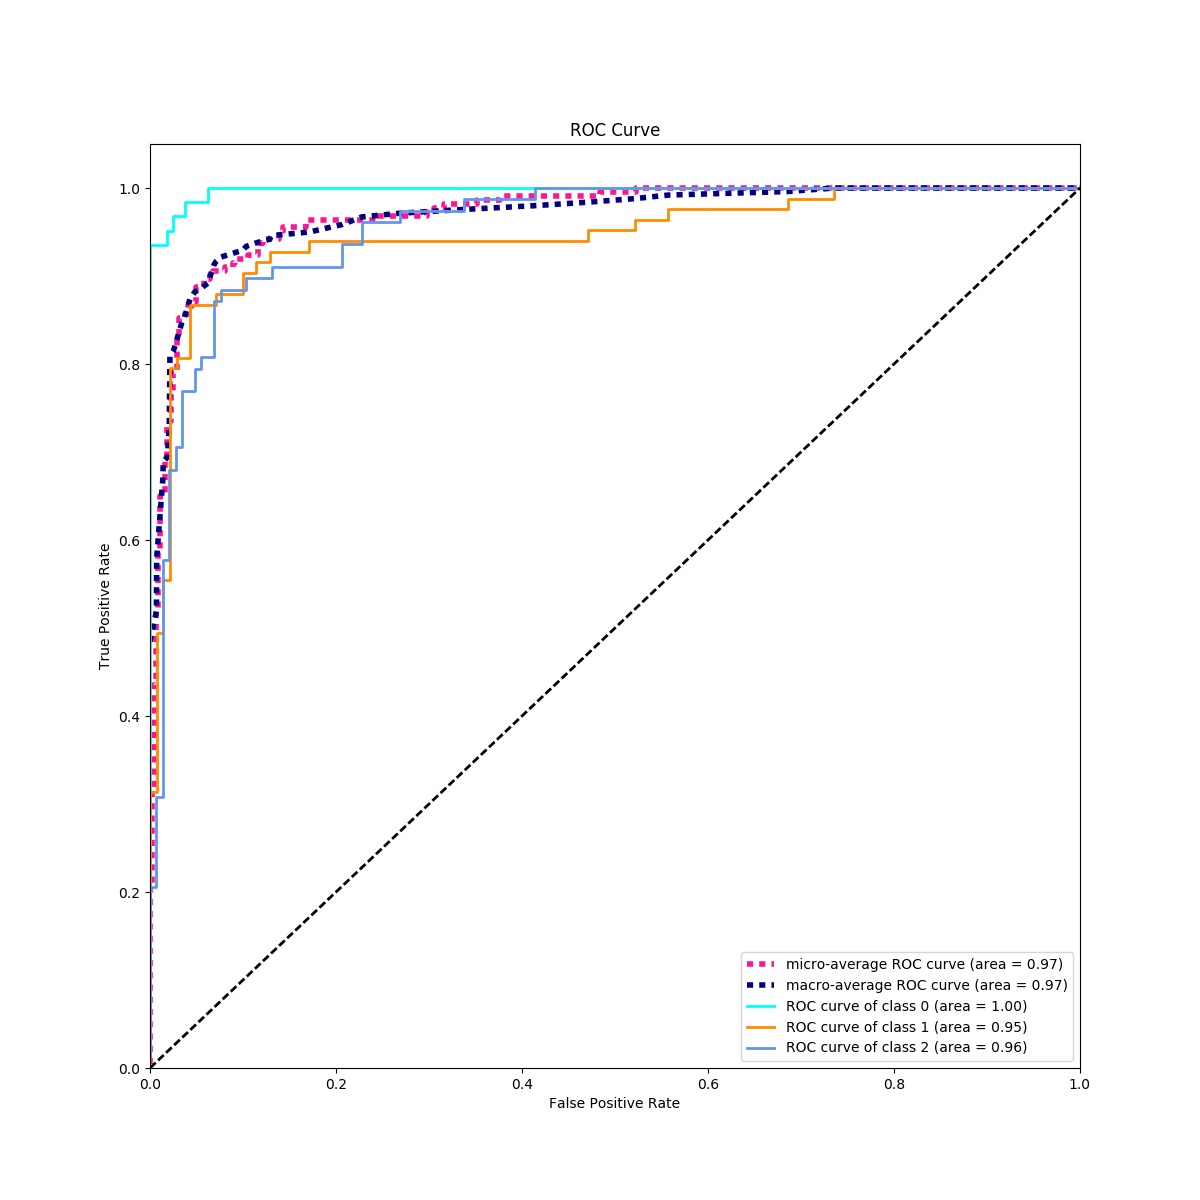 ROC Curve
1.0
0.8
0.6
0.4
0.2
0.0
True Positive Rate
0.0 0.2 0.4 0.6 0.8 1.0
False Positive Rate
micro-average ROC curve (area = 0.97)
macro-average ROC curve (area = 0.97)
ROC curve of class 0 (area = 1.00)
ROC curve of class 1 (area = 0.95)
ROC curve of class 2 (area = 0.96)